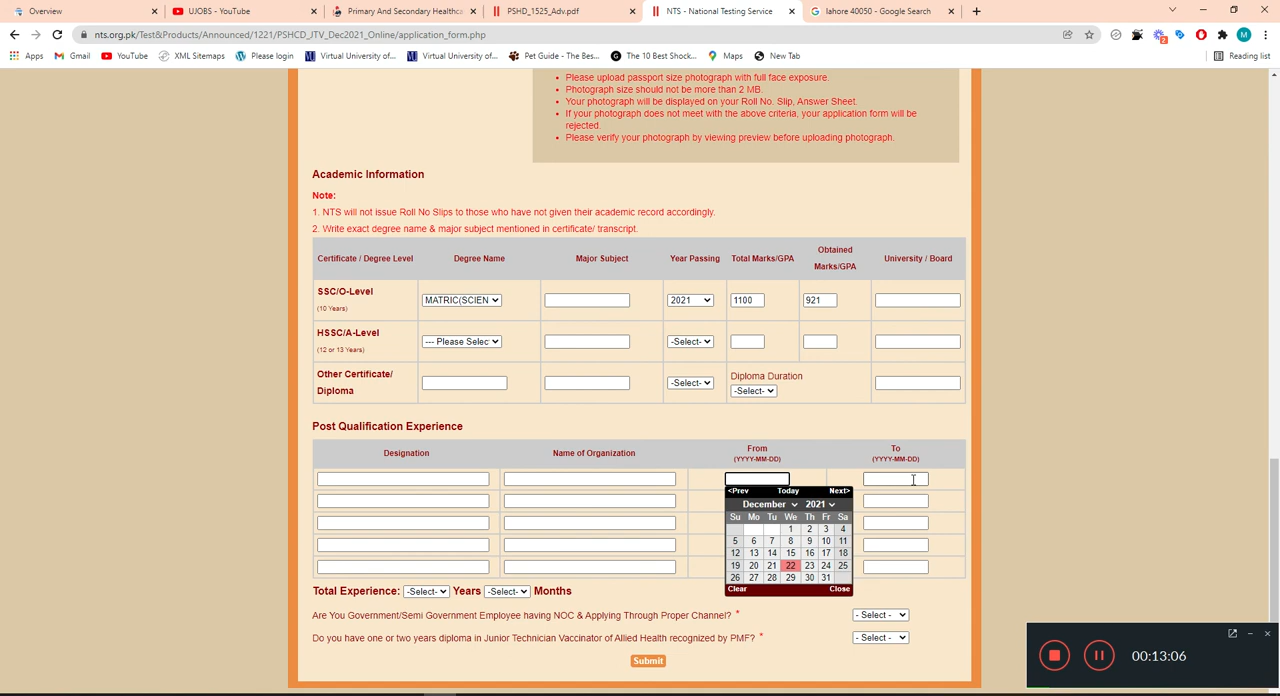 Overview
UJOBS - YouTube
Primary And Secondary Healthca
PSHD_1525_Adv.pdf
NTS - National Testing Service
lahore 40050 - Google Search
nts.org.pk/Test&Products/Announced/1221/PSHCD_JTV_Dec2021_Online/application_form.php
Apps
Gmail
YouTube
XML Sitemaps
Please login
Virtual University of...
Virtual University of...
Pet Guide - The Bes...
The 10 Best Shock...
Maps
New Tab
Reading list
• Please upload passport size photograph with full face exposure.
• Photograph size should not be more than 2 MB.
• Your photograph will be displayed on your Roll No. Slip, Answer Sheet.
• If your photograph does not meet with the above criteria, your application form will be
rejected.
• Please verify your photograph by viewing preview before uploading photograph.
Academic Information
Note:
1. NTS will not issue Roll No Slips to those who have not given their academic record accordingly.
2. Write exact degree name & major subject mentioned in certificate/ transcript.
Certificate / Degree Level
Degree Name
Major Subject
Year Passing
Total Marks/GPA
Obtained
Marks/GPA
University / Board
SSC/O-Level
(10 Years)
MATRIC(SCIEN
2021
1100
921
HSSC/A-Level
(12 or 13 Years)
--- Please Selec
-Select-
Other Certificate/
Diploma
-Select-
Diploma Duration
-Select-
Post Qualification Experience
Designation
Name of Organization
From
(YYYY-MM-DD)
To
(YYYY-MM-DD)
<Prev Today Next>
December 2021
Su Mo Tu We Th Fr Sa
1 2 3 4
5 6 7 8 9 10 11
12 13 14 15 16 17 18
19 20 21 22 23 24 25
26 27 28 29 30 31
Clear Close
Total Experience: -Select- Years -Select- Months
Are You Government/Semi Government Employee having NOC & Applying Through Proper Channel? *
- Select -
Do you have one or two years diploma in Junior Technician Vaccinator of Allied Health recognized by PMF? *
- Select -
Submit
00:13:06